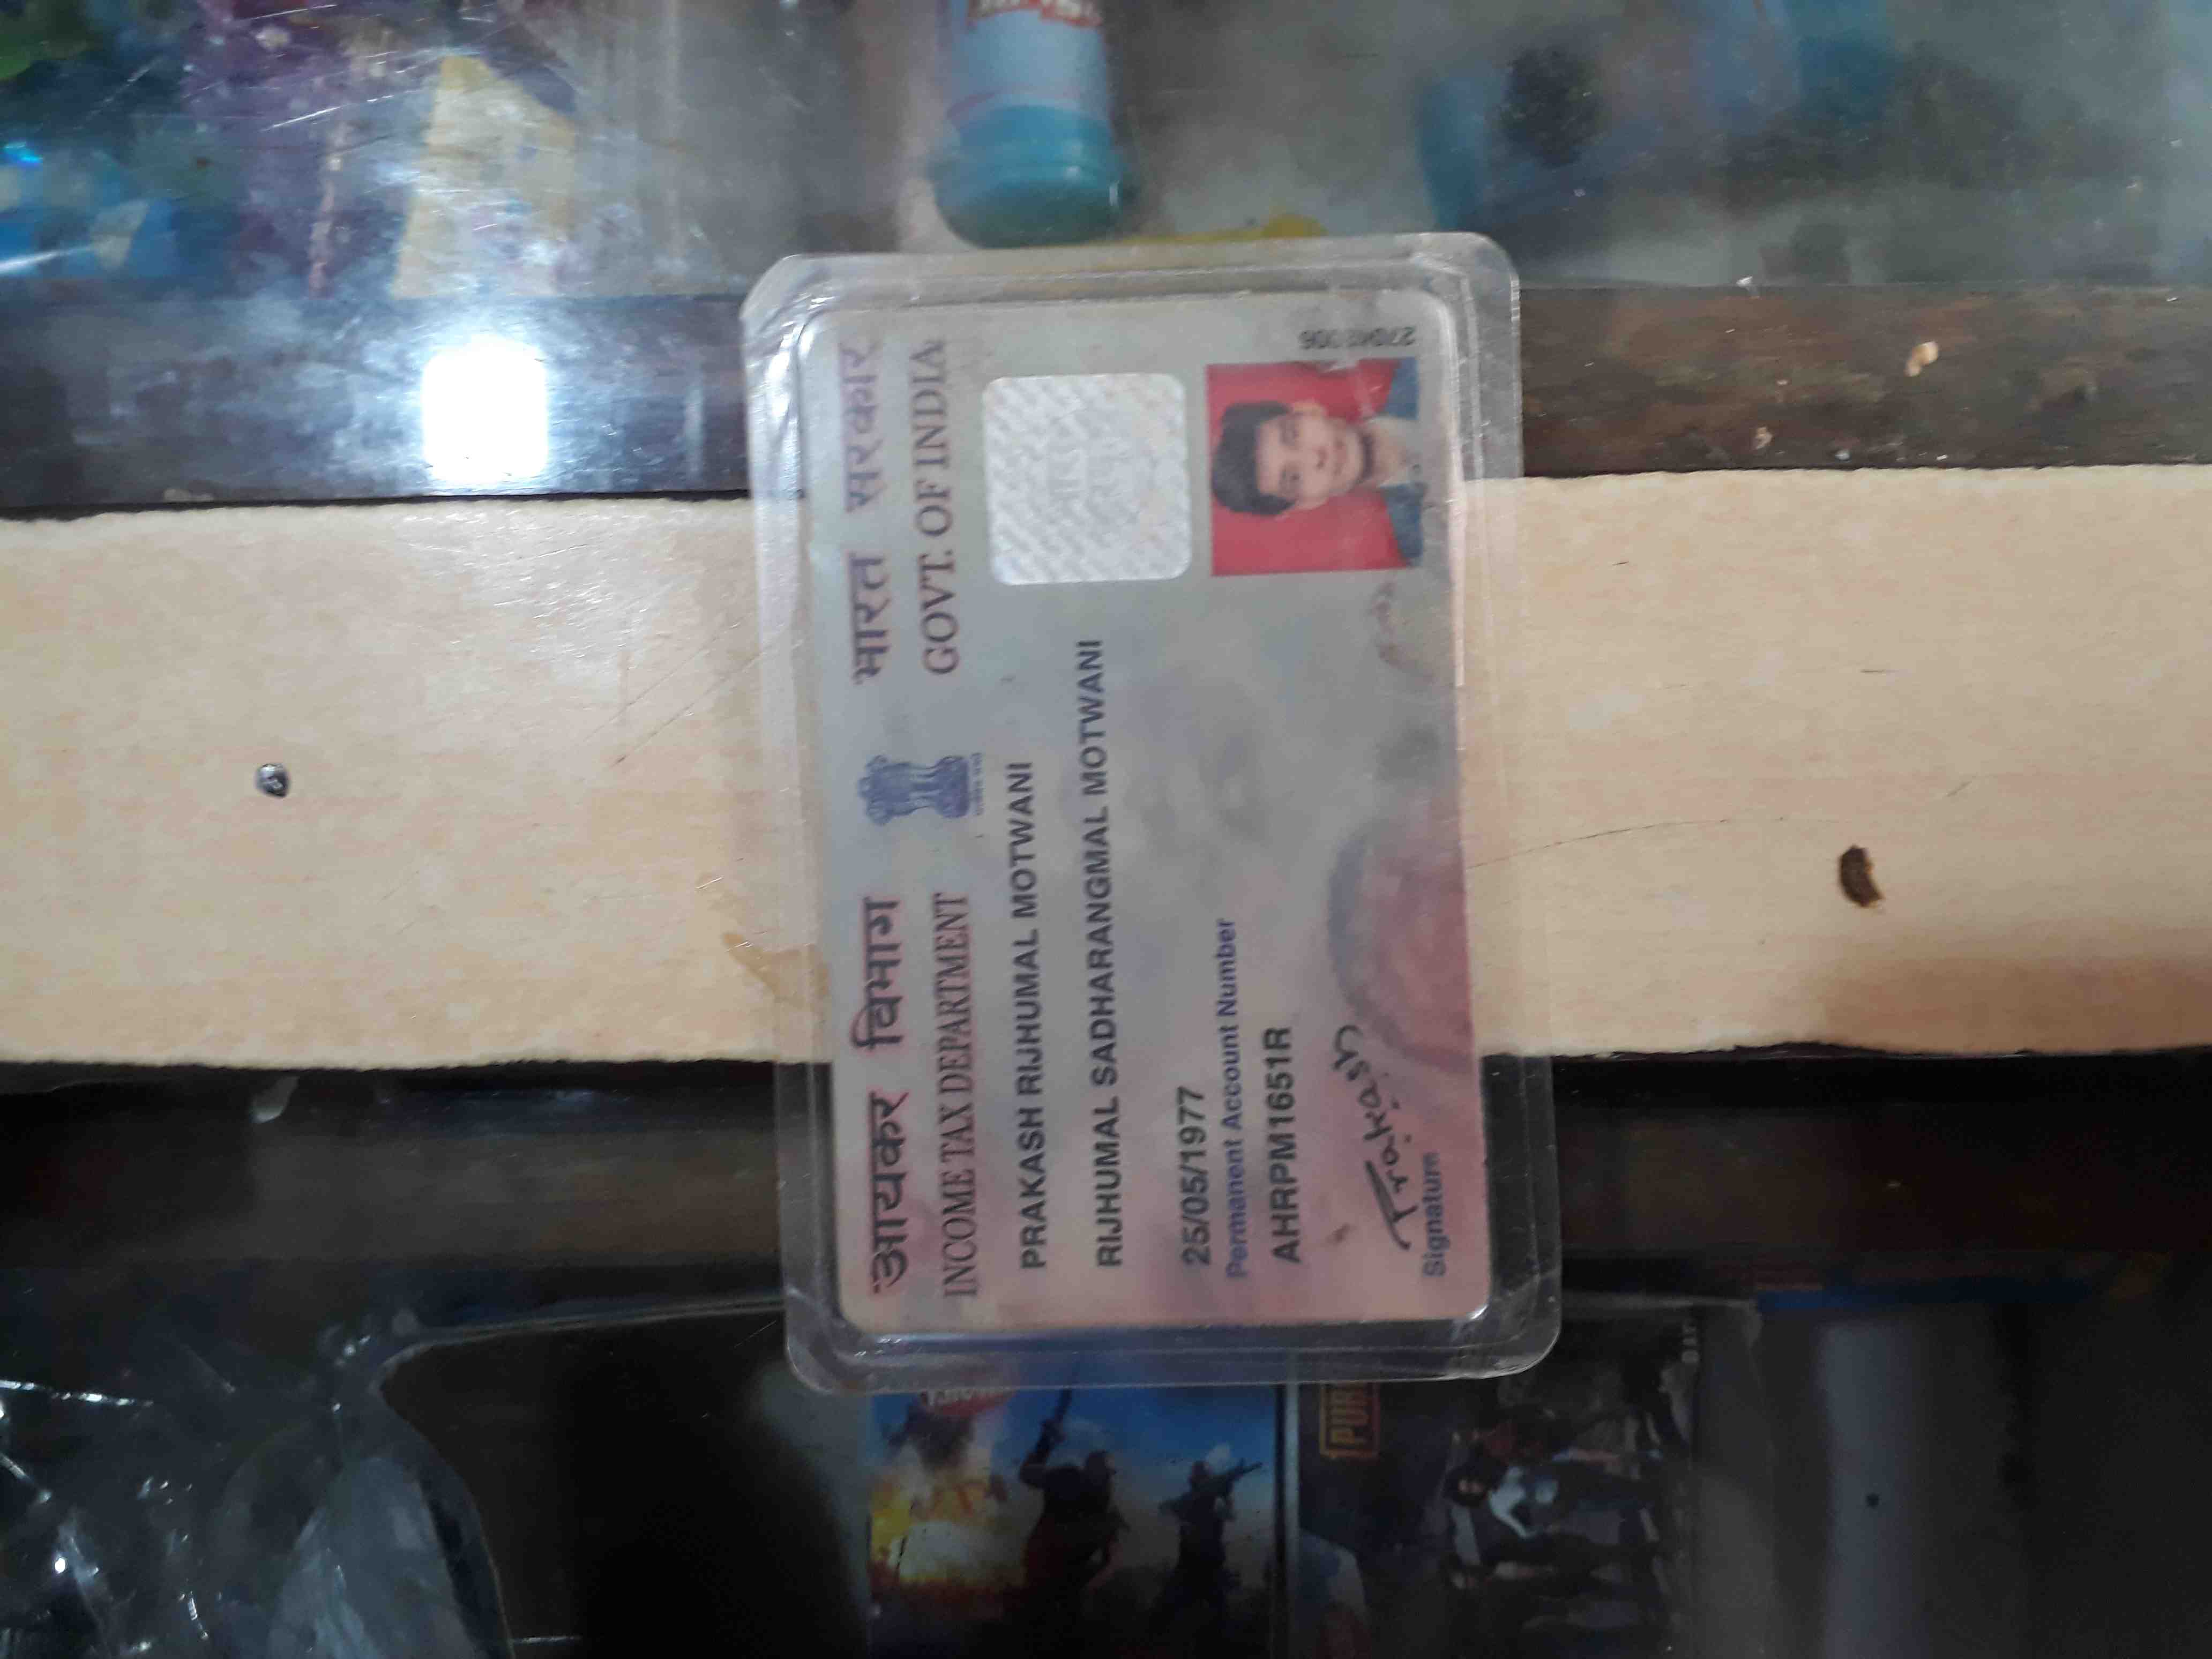 आयकर विभाग
INCOME TAX DEPARTMENT
भारत सरकार
GOVT. OF INDIA
PRAKASH RIJHUMAL MOTWANI
RIJHUMAL SADHARANGMAL MOTWANI
25/05/1977
Permanent Account Number
AHRPM1651R
Prakash
Signature